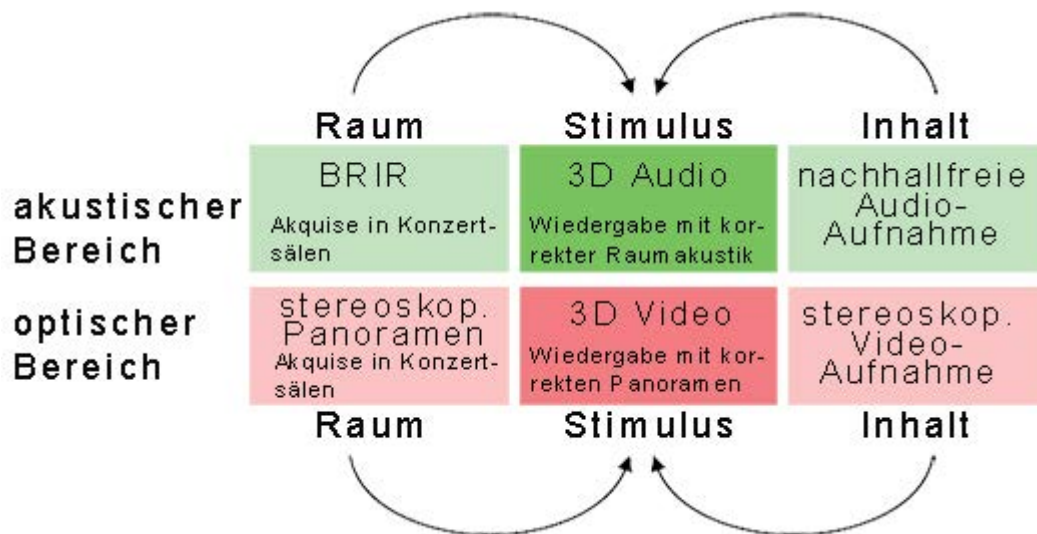 Raum Stimulus Inhalt
akustischer
Bereich
BRIR
Akquise in Konzert-
sälen
3D Audio
Wiedergabe mit kor-
rekter Raumakustik
nachhallfreie
Audio-
Aufnahme
optischer
Bereich
stereoskop.
Panoramen
Akquise in Konzert-
sälen
3D Video
Wiedergabe mit kor-
rekten Panoramen
stereoskop.
Video-
Aufnahme
Raum Stimulus Inhalt